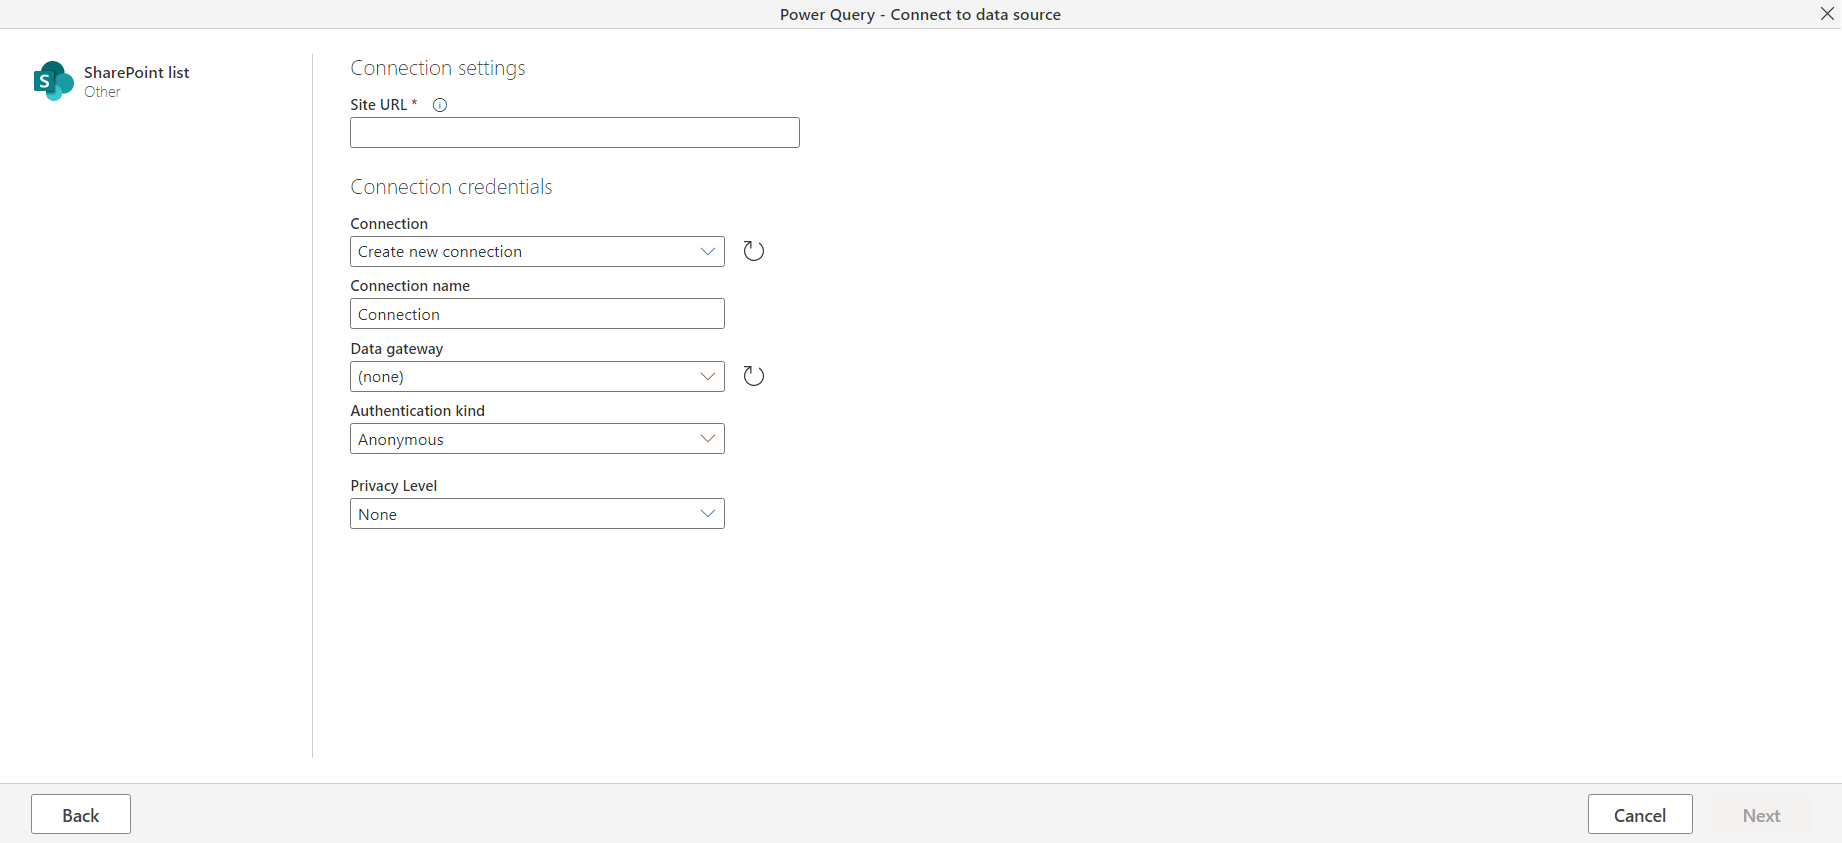 Power Query - Connect to data source
S
SharePoint list
Other
Connection settings
Site URL *
Connection credentials
Connection
Create new connection
Connection name
Connection
Data gateway
(none)
Authentication kind
Anonymous
Privacy Level
None
Back
Cancel
Next